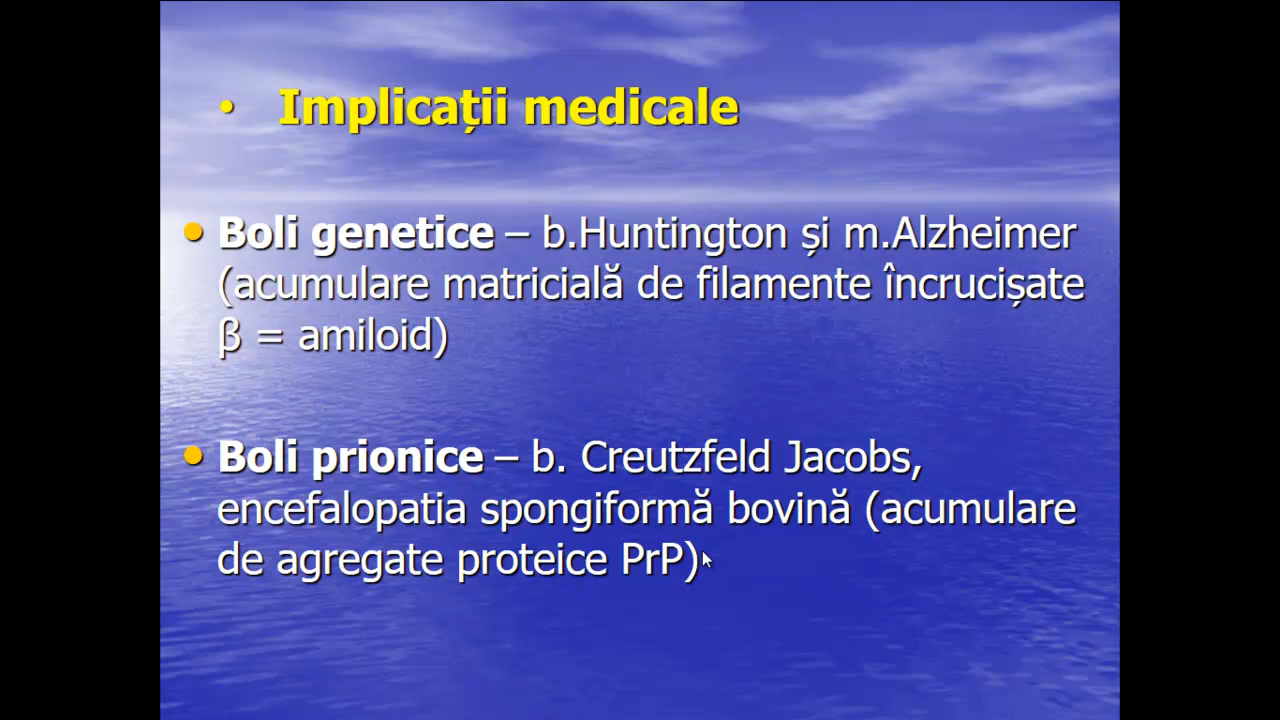 • Implicații medicale
• Boli genetice – b.Huntington și m.Alzheimer
(acumulare matricială de filamente încrucișate
β = amiloid)
• Boli prionice – b. Creutzfeld Jacobs,
encefalopatia spongiformă bovină (acumulare
de agregate proteice PrP)